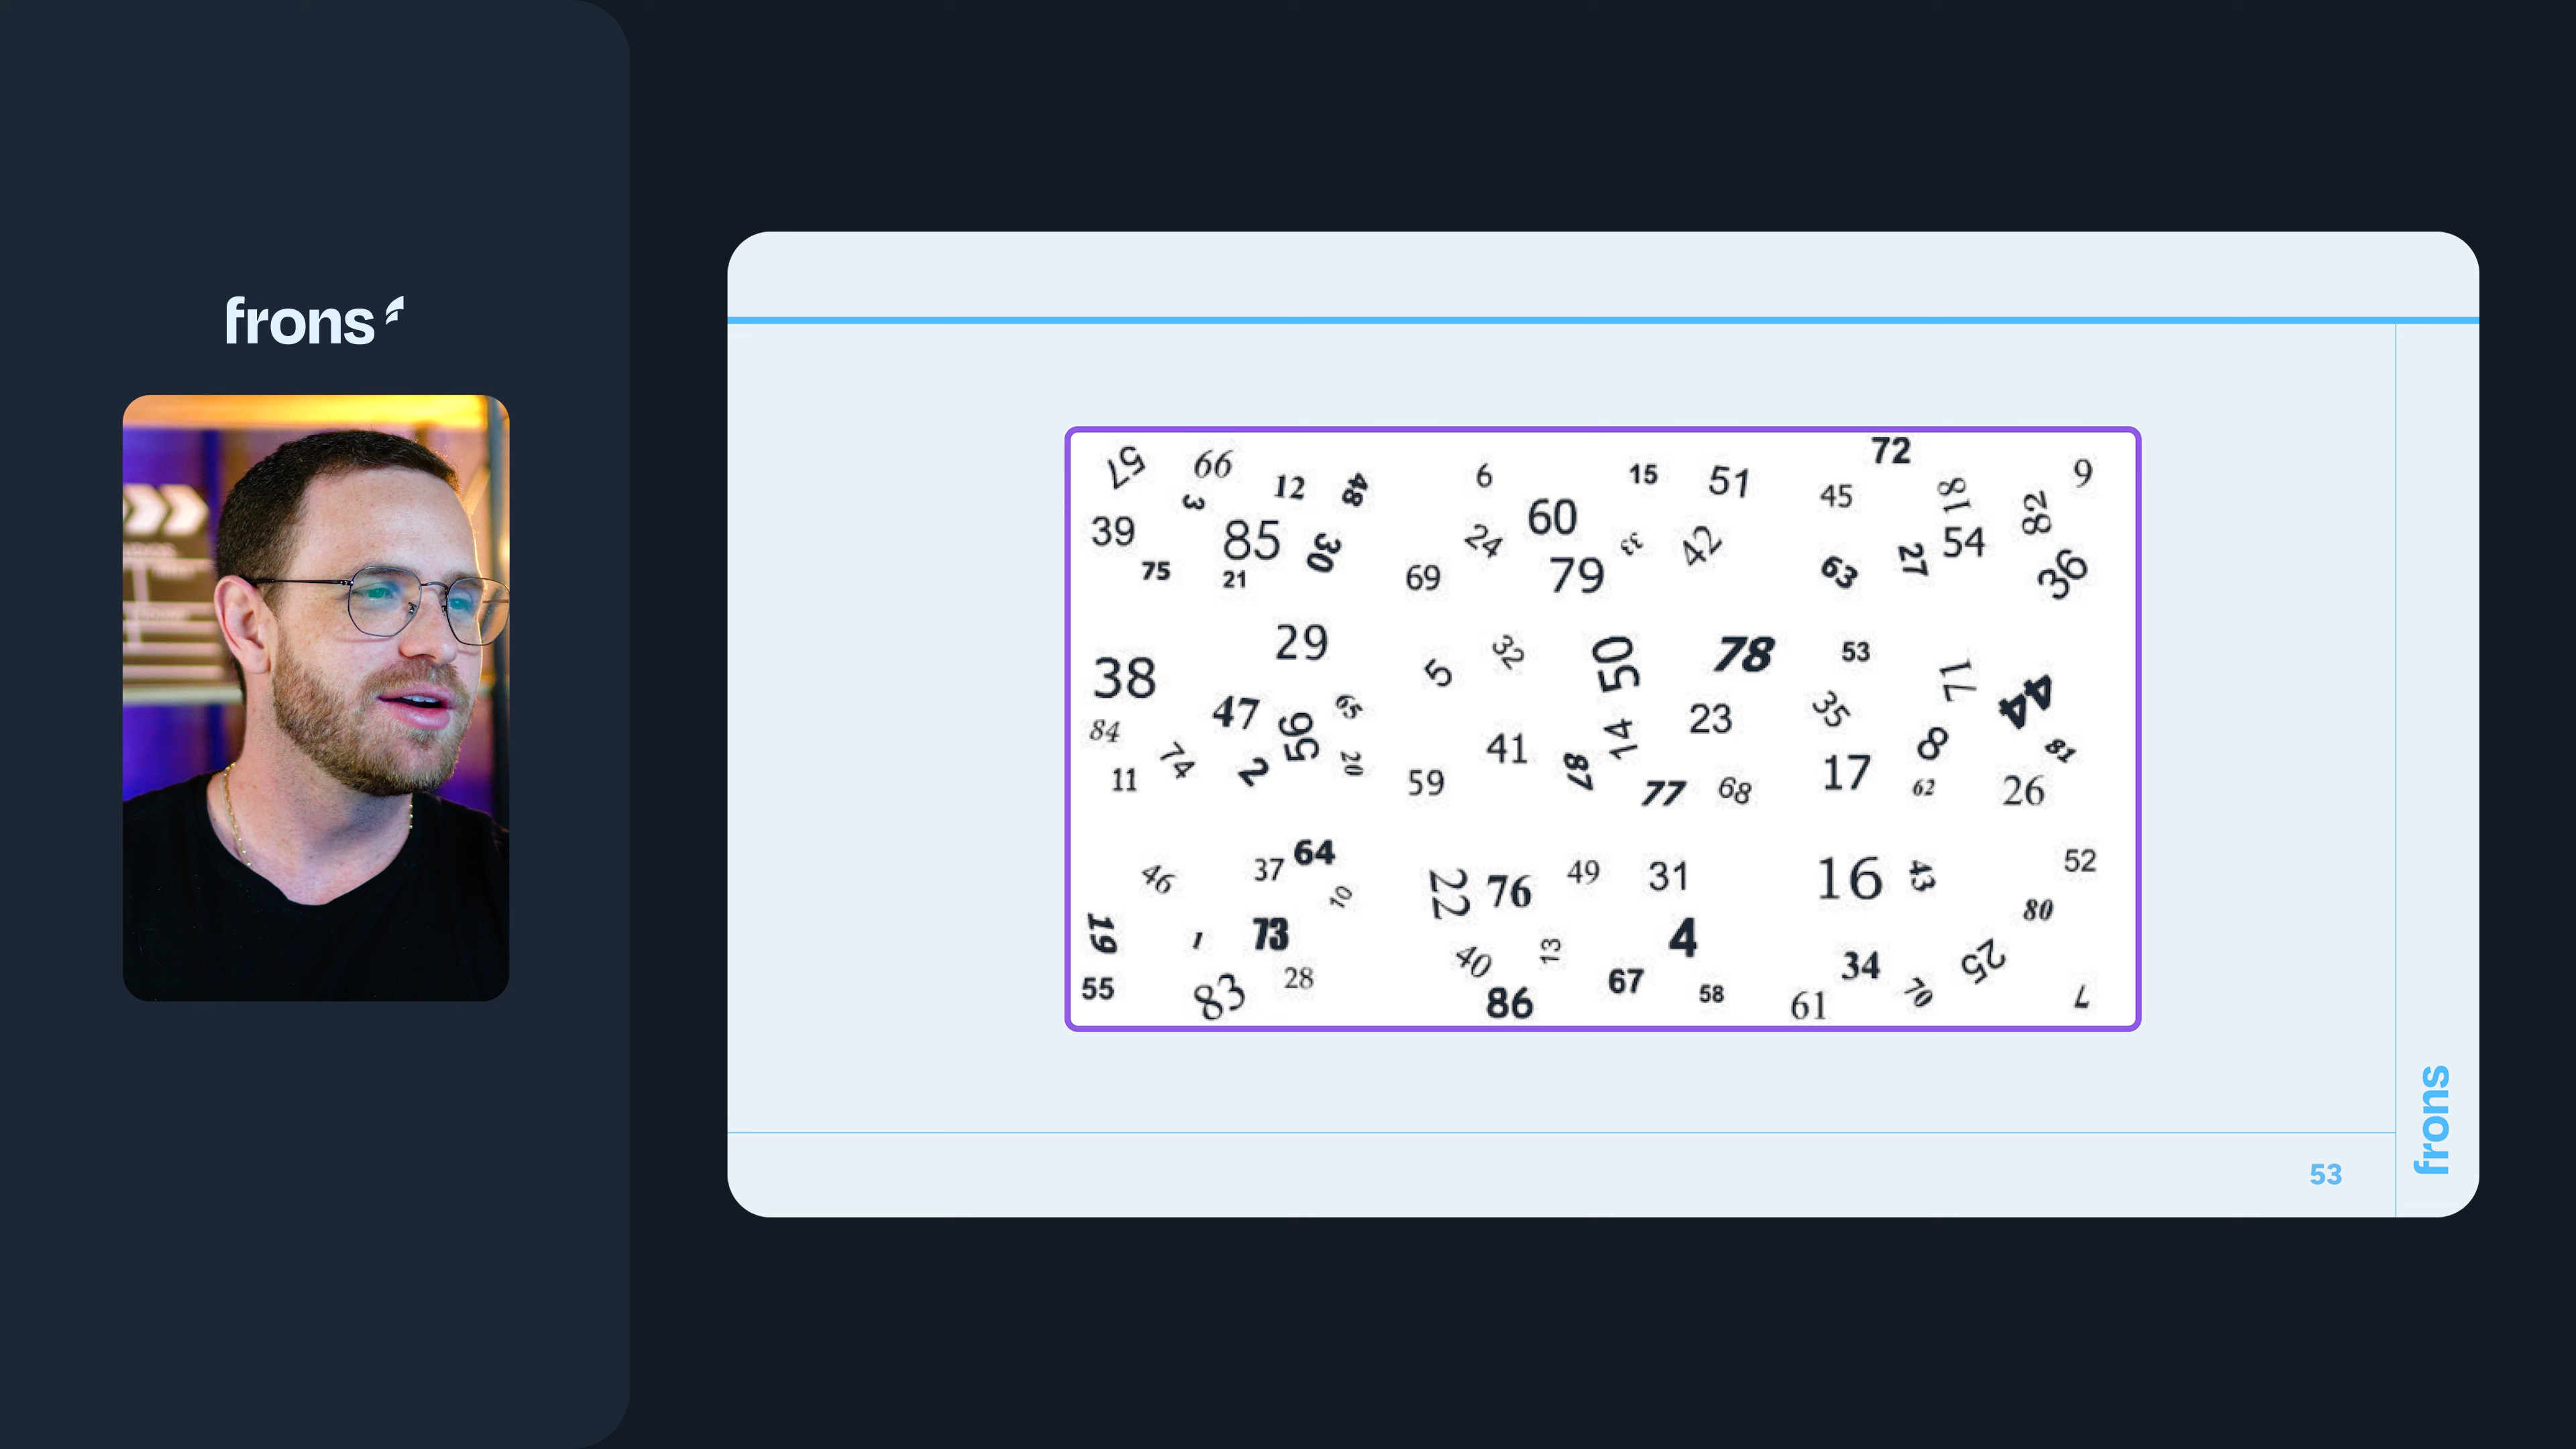 frons
57 66 12 48 6 15 51 72 45 18 82 9
3 39 85 30 24 60 33 42 63 27 54 36
75 21 69 79
38 29 5 32 50 78 53 71 44
84 47 56 65 23 35 8 81
11 74 2 20 59 41 87 14 77 68 17 62 26
46 37 64 10 22 76 49 31 16 43 52
19 1 73 40 13 4 34 25 80
55 83 28 86 67 58 61 70 7
53
frons